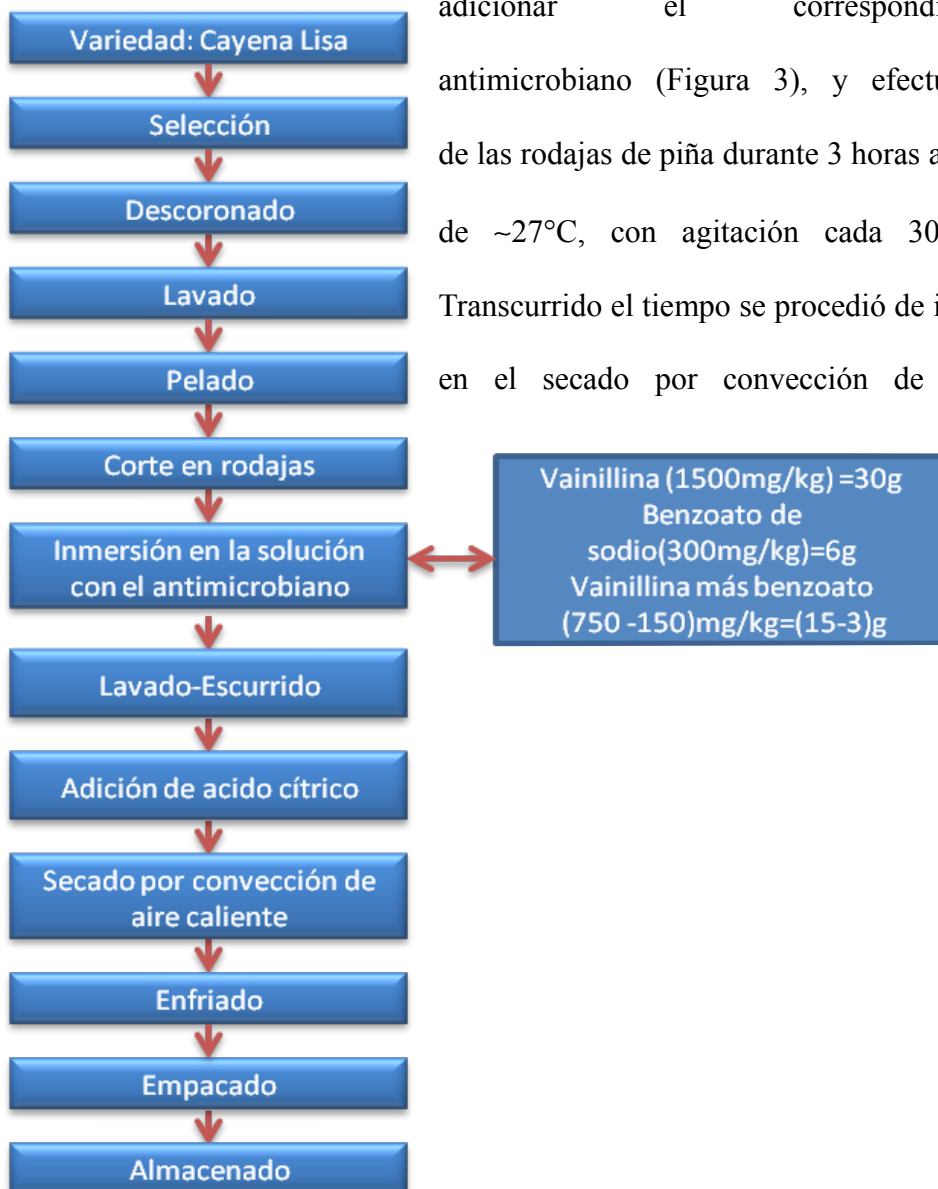 Variedad: Cayena Lisa
Selección
Descoronado
Lavado
Pelado
Corte en rodajas
Inmersión en la solución
con el antimicrobiano
Vainillina (1500mg/kg) =30g
Benzoato de
sodio(300mg/kg)=6g
Vainillina más benzoato
(750 -150)mg/kg=(15-3)g
Lavado-Escurrido
Adición de acido cítrico
Secado por convección de
aire caliente
Enfriado
Empacado
Almacenado
adicionar el
antimicrobiano (Figura 3), y
de las rodajas de piña durante 3 horas
de ~27°C, con agitación cada 30
Transcurrido el tiempo se procedió de
en el secado por convección de